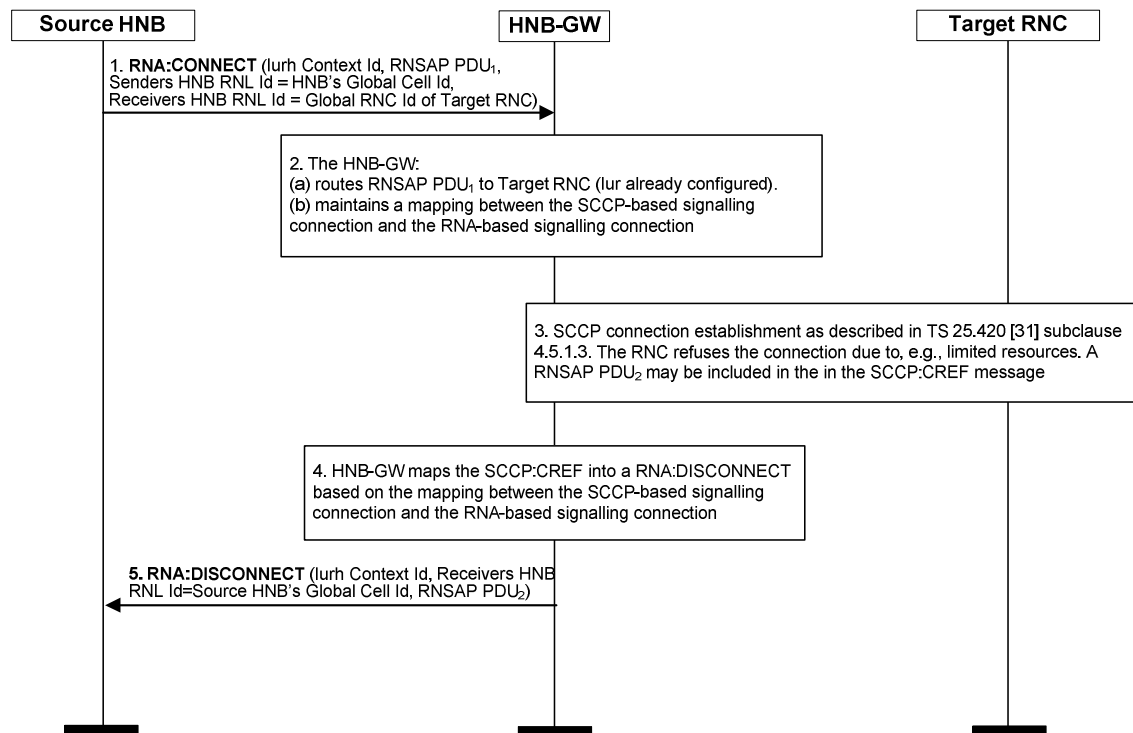 Source HNB
HNB-GW
Target RNC
1. RNA:CONNECT (Iurh Context Id, RNSAP PDU₁,
Senders HNB RNL Id = HNB's Global Cell Id,
Receivers HNB RNL Id = Global RNC Id of Target RNC)
2. The HNB-GW:
(a) routes RNSAP PDU₁ to Target RNC (Iur already configured).
(b) maintains a mapping between the SCCP-based signalling
connection and the RNA-based signalling connection
3. SCCP connection establishment as described in TS 25.420 [31] subclause
4.5.1.3. The RNC refuses the connection due to, e.g., limited resources. A
RNSAP PDU₂ may be included in the in the SCCP:CREF message
4. HNB-GW maps the SCCP:CREF into a RNA:DISCONNECT
based on the mapping between the SCCP-based signalling
connection and the RNA-based signalling connection
5. RNA:DISCONNECT (Iurh Context Id, Receivers HNB
RNL Id=Source HNB's Global Cell Id, RNSAP PDU₂)